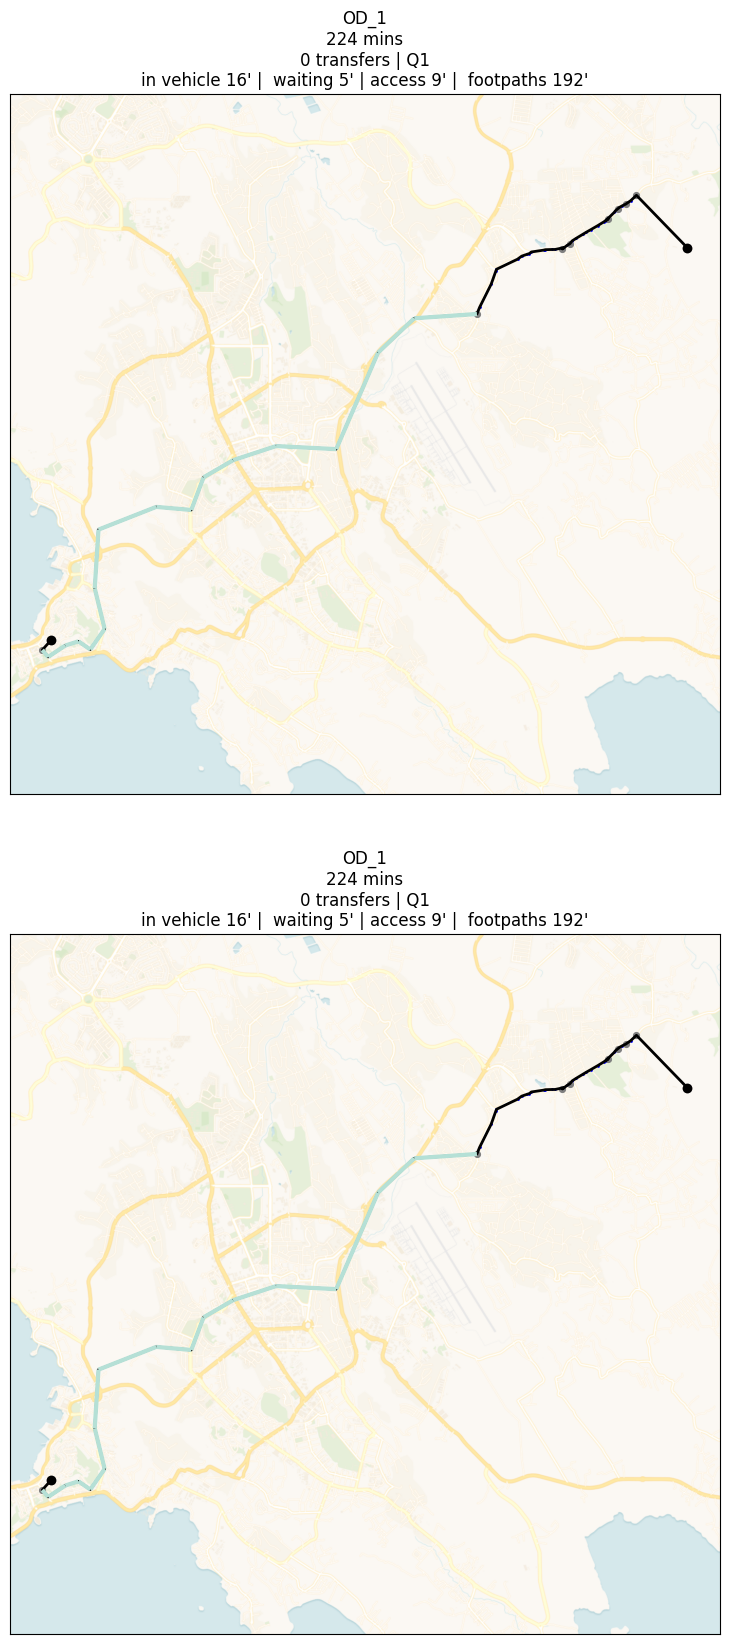 OD_1
224 mins
0 transfers | Q1
in vehicle 16' |  waiting 5' | access 9' |  footpaths 192'
OD_1
224 mins
0 transfers | Q1
in vehicle 16' |  waiting 5' | access 9' |  footpaths 192'